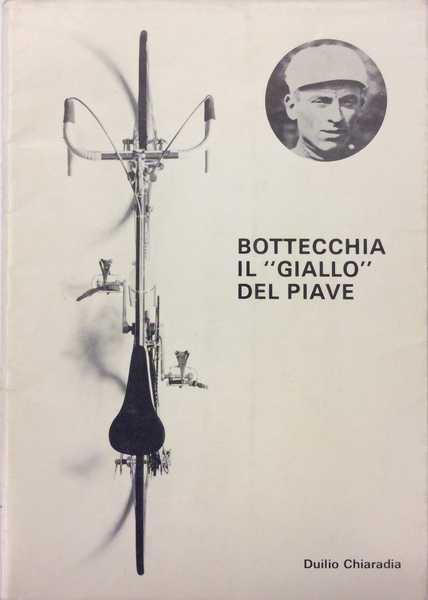 BOTTECCHIA
IL "GIALLO"
DEL PIAVE
Duilio Chiaradia